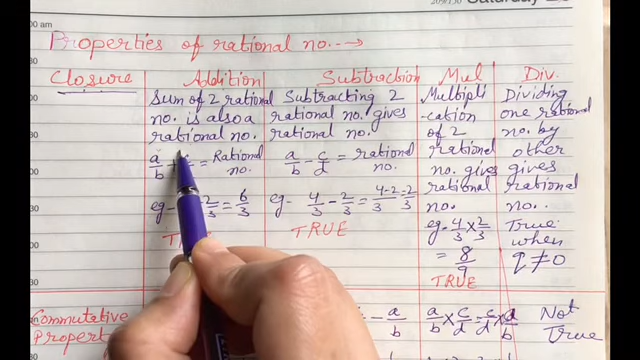 00 am
Saturday
Properties of rational no. →
Closure Addition Subtraction Mul Div.
Sum of 2 rational no. is also a rational no.
a/b + = Rational no.
eg- 2/3 = 6/3
Subtracting 2 rational no. gives rational no.
a/b - c/d = rational no.
eg- 4/3 - 2/3 = 4-2/3 = 2/3
TRUE
Multipli
-cation
of 2
rational
no. gives
rational
no.
eg- 4/3 × 2/3
= 8/9
TRUE
Dividing
one rational
no. by
other
gives
rational
no.
True
when
q ≠ 0
Commutative
Property
- a/b
a/b × c/d = c/d × a/b
Not
True